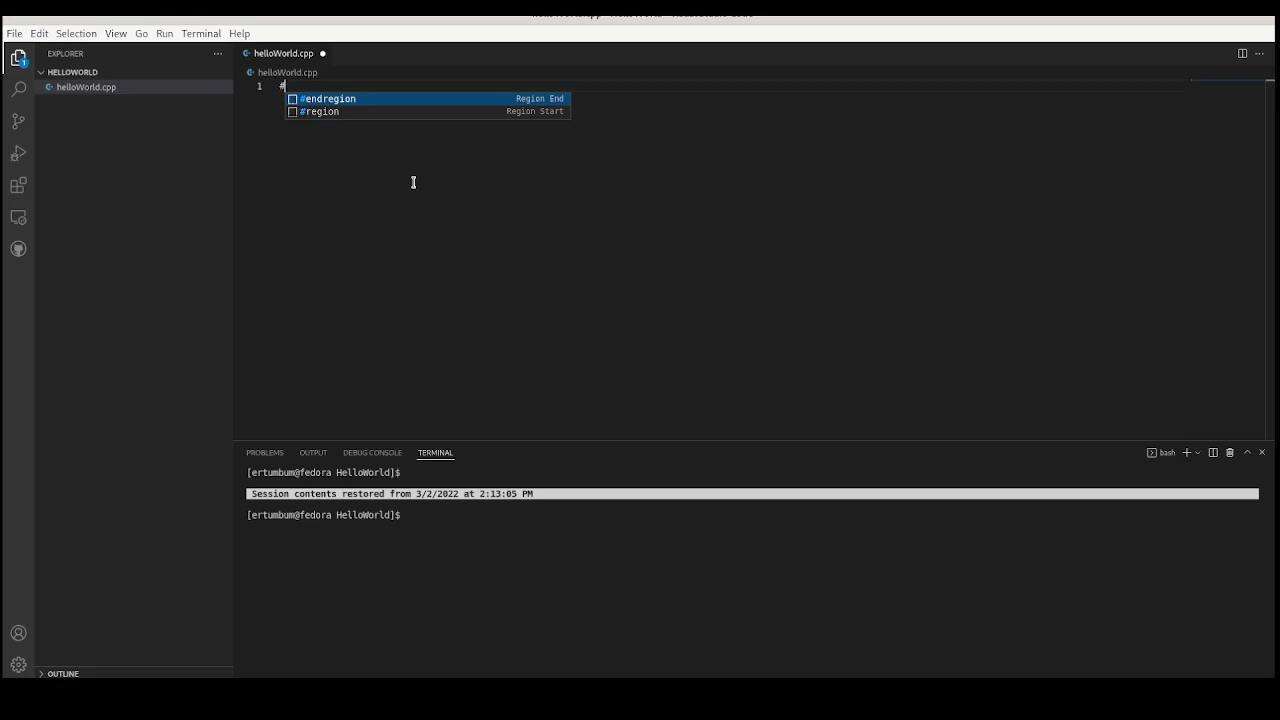 File Edit Selection View Go Run Terminal Help
EXPLORER ···
HELLOWORLD
helloWorld.cpp
1
helloWorld.cpp
helloWorld.cpp
1 #
#endregion Region End
#region Region Start
PROBLEMS OUTPUT DEBUG CONSOLE TERMINAL
bash
[ertumbum@fedora HelloWorld]$
Session contents restored from 3/2/2022 at 2:13:05 PM
[ertumbum@fedora HelloWorld]$
OUTLINE